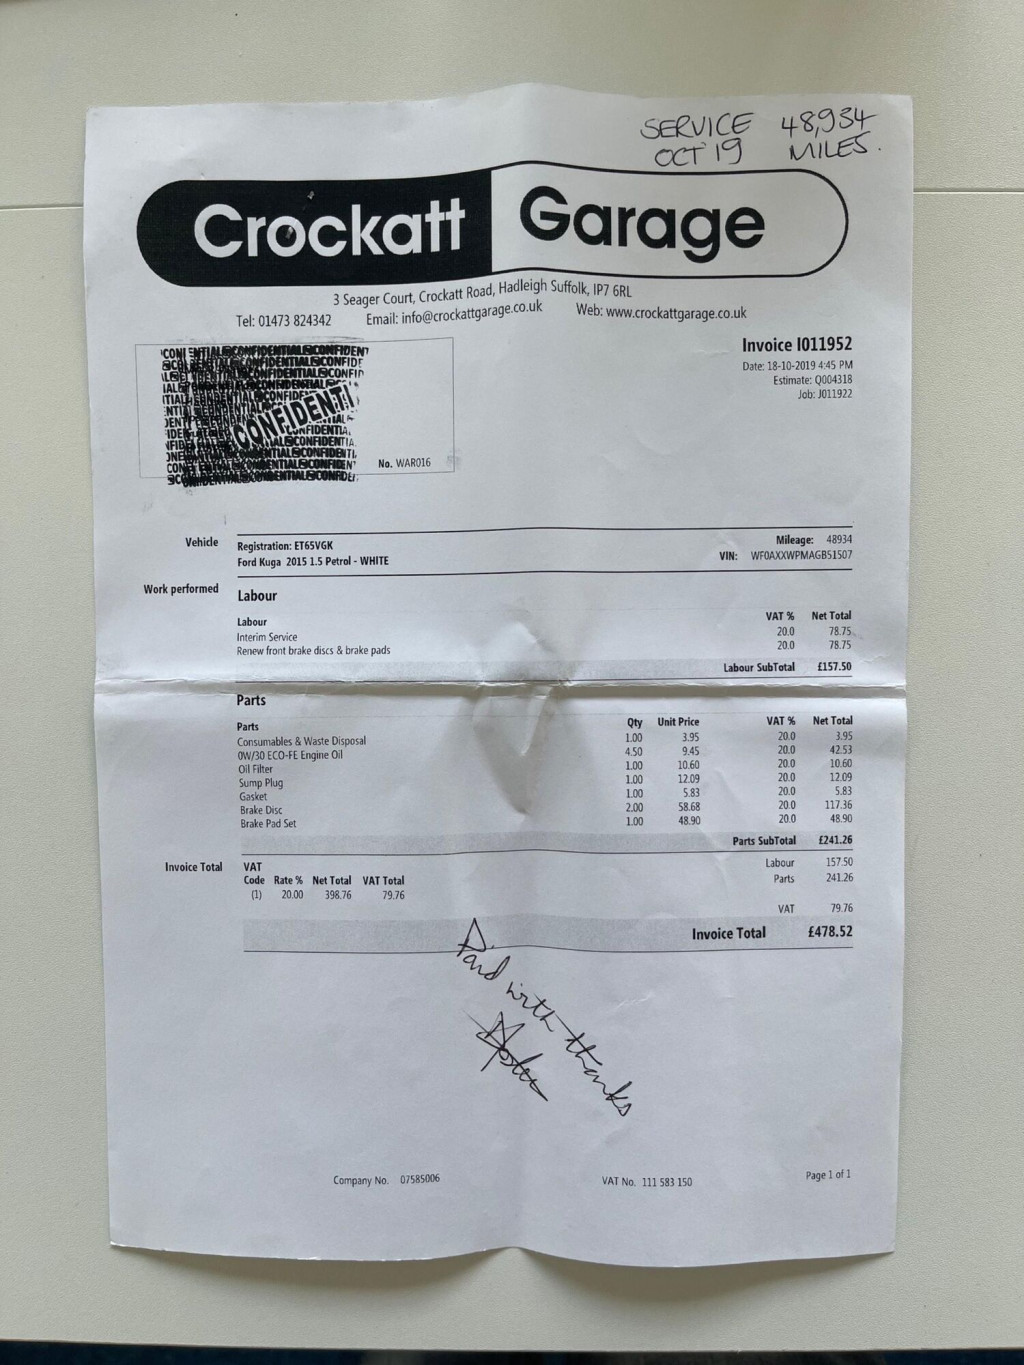 SERVICE 48,934
OCT 19 MILES.
Crockatt Garage
3 Seager Court, Crockatt Road, Hadleigh Suffolk, IP7 6RL
Tel: 01473 824342 Email: info@crockattgarage.co.uk Web: www.crockattgarage.co.uk
Invoice I011952
Date: 18-10-2019 4:45 PM
Estimate: Q004318
Job: J011922
CONFIDENTI
No. WAR016
Vehicle Registration: ET65VGK Mileage: 48934
Ford Kuga 2015 1.5 Petrol - WHITE VIN: WF0AXXWPMAGB51507
Work performed Labour
Labour VAT % Net Total
Interim Service 20.0 78.75
Renew front brake discs & brake pads 20.0 78.75
Labour SubTotal £157.50
Parts
Parts Qty Unit Price VAT % Net Total
Consumables & Waste Disposal 1.00 3.95 20.0 3.95
0W/30 ECO-FE Engine Oil 4.50 9.45 20.0 42.53
Oil Filter 1.00 10.60 20.0 10.60
Sump Plug 1.00 12.09 20.0 12.09
Gasket 1.00 5.83 20.0 5.83
Brake Disc 2.00 58.68 20.0 117.36
Brake Pad Set 1.00 48.90 20.0 48.90
Parts SubTotal £241.26
Invoice Total VAT Labour 157.50
Code Rate % Net Total VAT Total Parts 241.26
(1) 20.00 398.76 79.76
VAT 79.76
Invoice Total £478.52
Paid with thanks
Company No. 07585006 VAT No. 111 583 150 Page 1 of 1